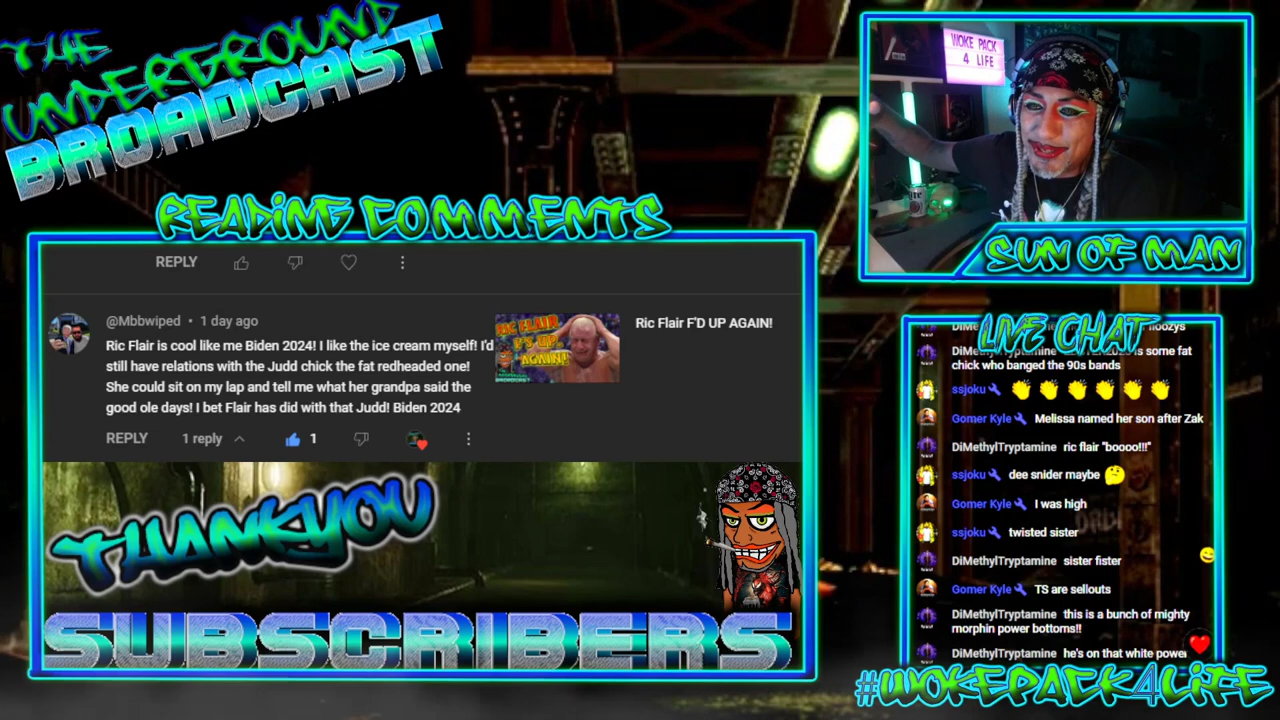 THE
UNDERGROUND
BROADCAST
WOKE PACK
4 LIFE
SUN OF MAN
READING COMMENTS
REPLY
@Mbbwiped • 1 day ago
Ric Flair is cool like me Biden 2024! I like the ice cream myself! I'd
still have relations with the Judd chick the fat redheaded one!
She could sit on my lap and tell me what her grandpa said the
good ole days! I bet Flair has did with that Judd! Biden 2024
REPLY 1 reply 1
RIC FLAIR
F'S UP
AGAIN!
Ric Flair F'D UP AGAIN!
THANKYOU
SUBSCRIBERS
LIVE CHAT
is some fat
chick who banged the 90s bands
ssjoku 👏👏👏👏👏👏
Gomer Kyle Melissa named her son after Zak
DiMethylTryptamine ric flair "boooo!!!"
ssjoku dee snider maybe 🤔
Gomer Kyle I was high
ssjoku twisted sister
DiMethylTryptamine sister fister
Gomer Kyle TS are sellouts
DiMethylTryptamine this is a bunch of mighty
morphin power bottoms!!
DiMethylTryptamine he's on that white power
#WOKEPACK4LIFE